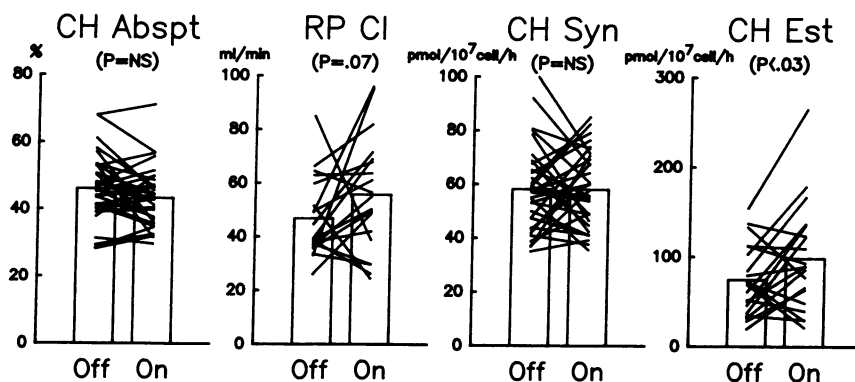 CH Abspt
%
(P=NS)
80
60
40
20
0
Off On
RP Cl
ml/min
(P=.07)
100
80
60
40
20
0
Off On
CH Syn
pmol/10⁷cell/h
(P=NS)
100
80
60
40
20
0
Off On
CH Est
pmol/10⁷cell/h
(P<.03)
300
200
100
0
Off On